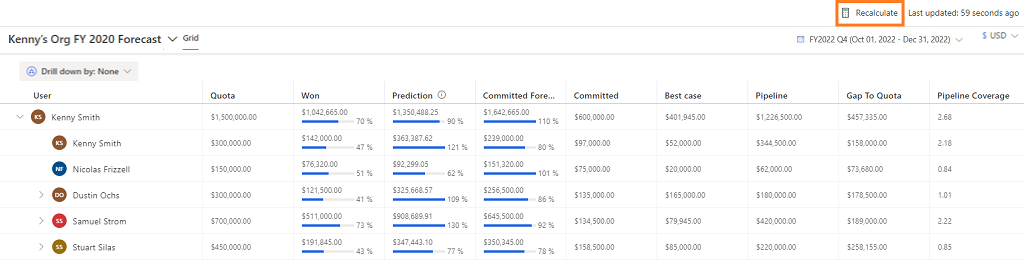 Recalculate Last updated: 59 seconds ago
Kenny's Org FY 2020 Forecast Grid FY2022 Q4 (Oct 01, 2022 - Dec 31, 2022) $ USD
Drill down by: None
User Quota Won Prediction Committed Fore... Committed Best case Pipeline Gap To Quota Pipeline Coverage
KS Kenny Smith $1,500,000.00 $1,042,665.00 70 % $1,350,488.25 90 % $1,642,665.00 110 % $600,000.00 $401,945.00 $1,226,500.00 $457,335.00 2.68
KS Kenny Smith $300,000.00 $142,000.00 47 % $363,387.62 121 % $239,000.00 80 % $97,000.00 $52,000.00 $344,500.00 $158,000.00 2.18
NF Nicolas Frizzell $150,000.00 $76,320.00 51 % $92,299.05 62 % $151,320.00 101 % $75,000.00 $20,000.00 $62,000.00 $73,680.00 0.84
DO Dustin Ochs $300,000.00 $121,500.00 41 % $325,668.57 109 % $256,500.00 86 % $135,000.00 $165,000.00 $180,000.00 $178,500.00 1.01
SS Samuel Strom $700,000.00 $511,000.00 73 % $908,689.91 130 % $645,500.00 92 % $134,500.00 $79,945.00 $420,000.00 $189,000.00 2.22
SS Stuart Silas $450,000.00 $191,845.00 43 % $347,443.10 77 % $350,345.00 78 % $158,500.00 $85,000.00 $220,000.00 $258,155.00 0.85